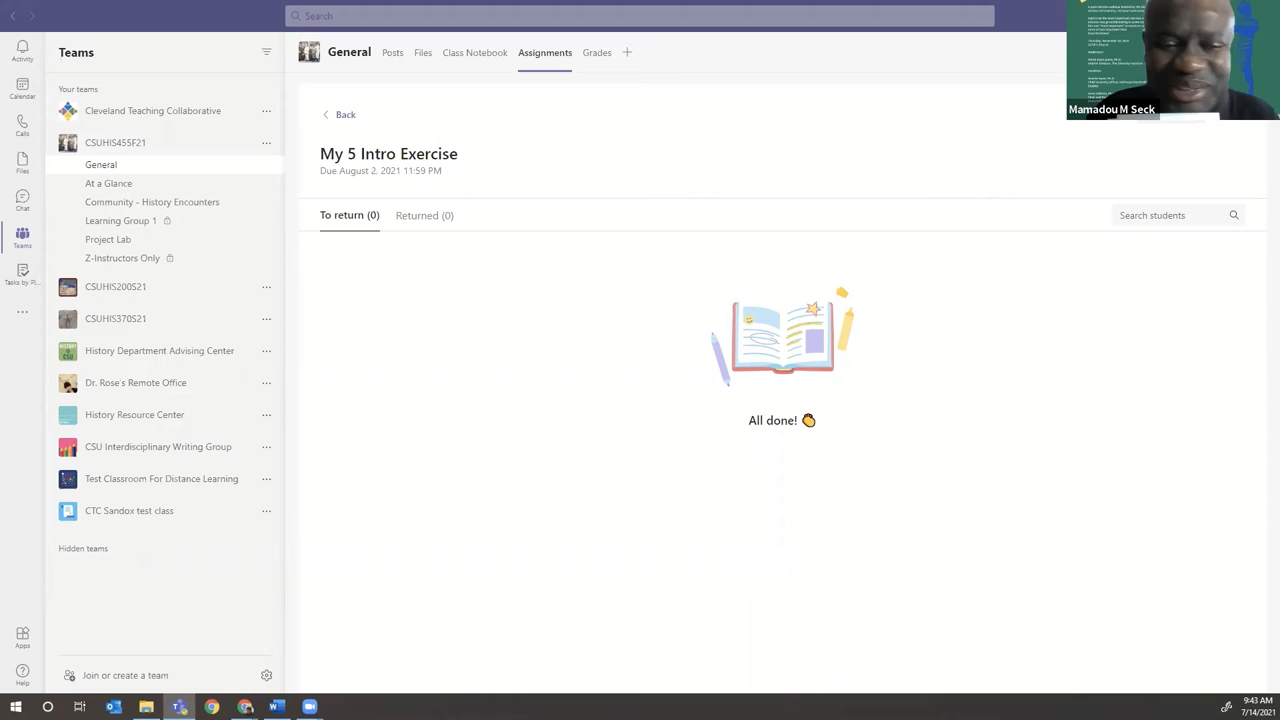 Search
Activity
Calendar
Calls
Files
Chat
Teams
Tasks by Pl...
Apps
Help
Teams
Your teams
Cleveland Teaching Collaborative
CSUHIS455F21
General
At a Glance
Community - History Encounters
Learning Group 1
Project Lab
Z-Instructors Only
CSUHIS200S21
History Department Advising Center
Dr. Rose's Remote Office
History Resource Center
CSU Interdisciplinary Writing Group
Test Classroom For Distance Learning
CTC Sandox test class
Hidden teams
Join or create a team
General
Posts
Files
Class Notebook
Assignments
Grades
Back
My 5 Intro Exercise
Due August 2, 2021 11:59 PM
To return (0)
Returned (0)
Search students
All done!
Mamadou M Seck
9:43 AM
7/14/2021